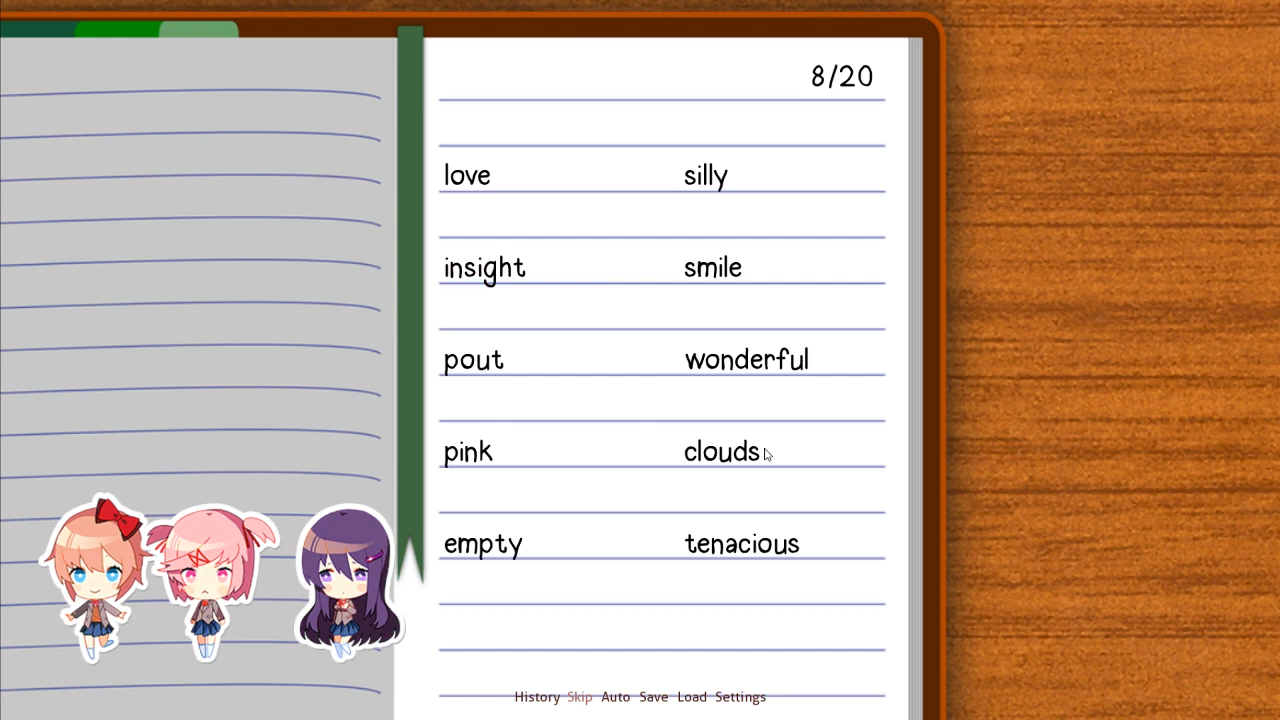 8/20
love silly
insight smile
pout wonderful
pink clouds
empty tenacious
History Skip Auto Save Load Settings